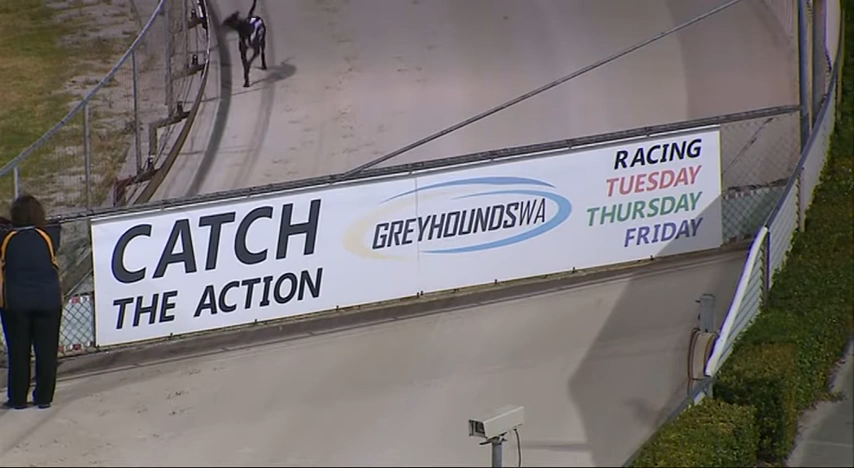 CATCH
THE ACTION
GREYHOUNDSWA
RACING
TUESDAY
THURSDAY
FRIDAY